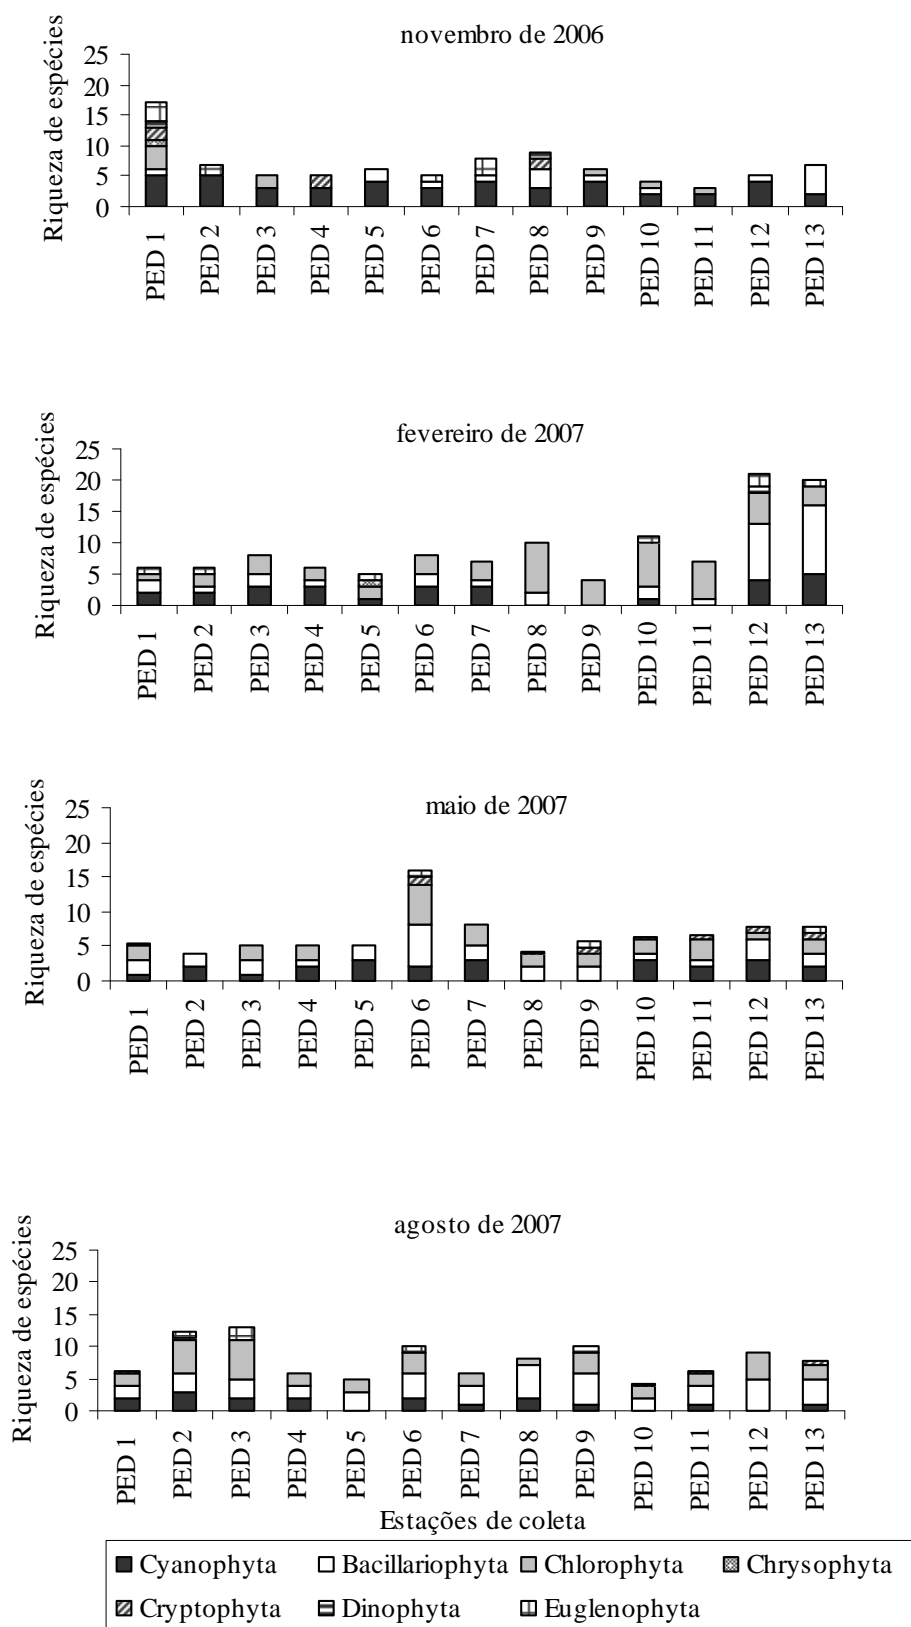 novembro de 2006
Riqueza de espécies
25
20
15
10
5
0
PED 1
PED 2
PED 3
PED 4
PED 5
PED 6
PED 7
PED 8
PED 9
PED 10
PED 11
PED 12
PED 13
fevereiro de 2007
Riqueza de espécies
25
20
15
10
5
0
PED 1
PED 2
PED 3
PED 4
PED 5
PED 6
PED 7
PED 8
PED 9
PED 10
PED 11
PED 12
PED 13
maio de 2007
Riqueza de espécies
25
20
15
10
5
0
PED 1
PED 2
PED 3
PED 4
PED 5
PED 6
PED 7
PED 8
PED 9
PED 10
PED 11
PED 12
PED 13
agosto de 2007
Riqueza de espécies
25
20
15
10
5
0
PED 1
PED 2
PED 3
PED 4
PED 5
PED 6
PED 7
PED 8
PED 9
PED 10
PED 11
PED 12
PED 13
Estações de coleta
Cyanophyta Bacillariophyta Chlorophyta Chrysophyta
Cryptophyta Dinophyta Euglenophyta